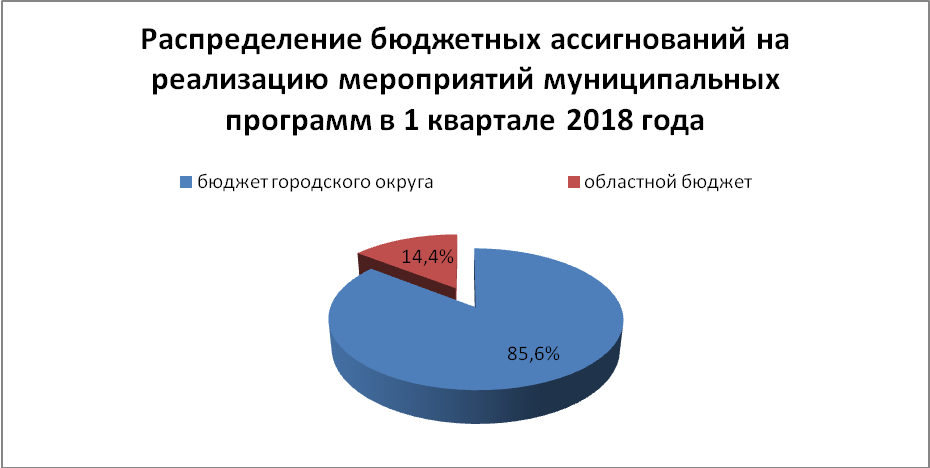 Распределение бюджетных ассигнований на
реализацию мероприятий муниципальных
программ в 1 квартале 2018 года
бюджет городского округа
областной бюджет
14,4%
85,6%